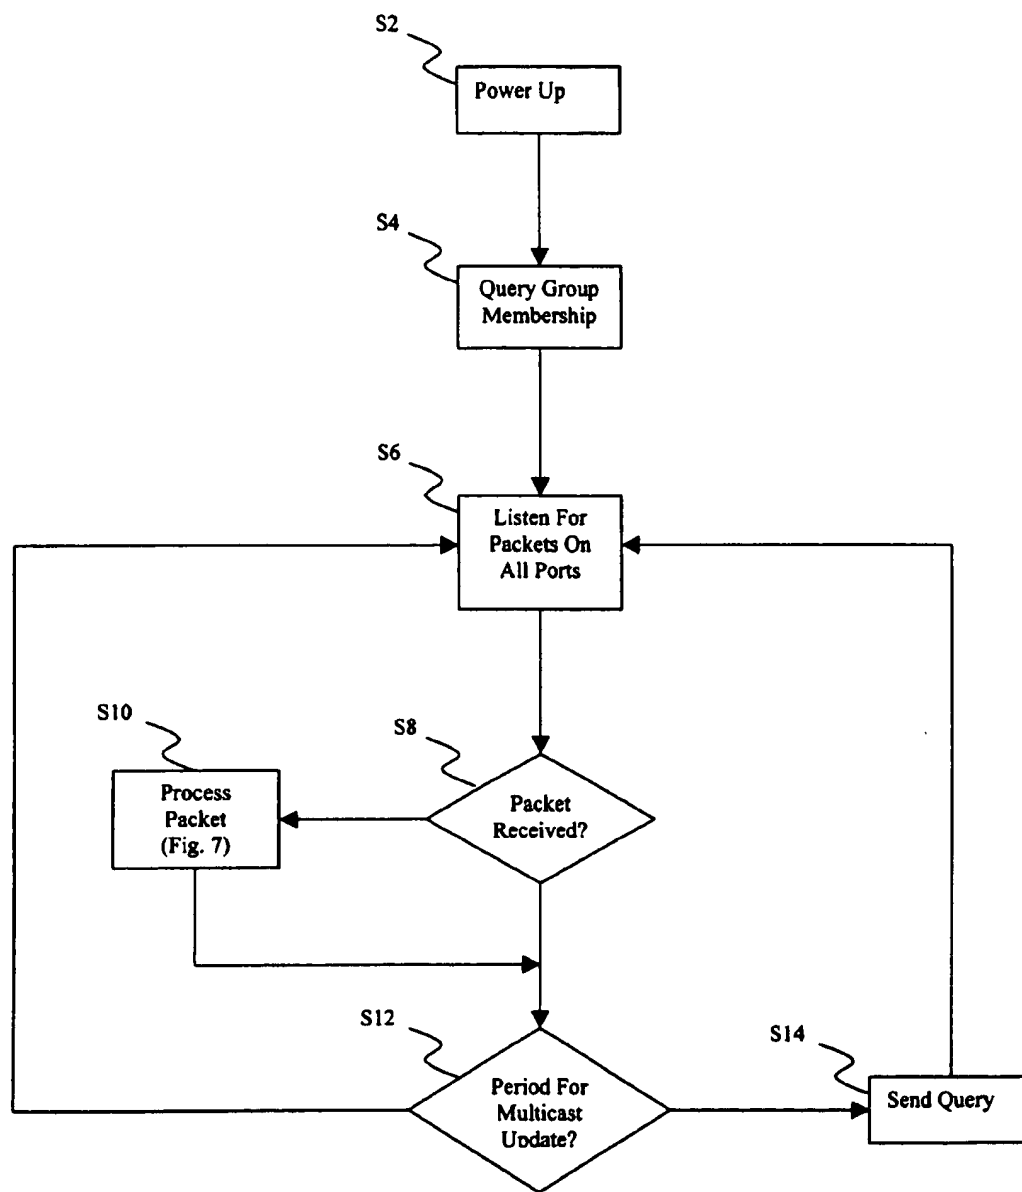 S2
Power Up
S4
Query Group
Membership
S6
Listen For
Packets On
All Ports
S10
Process
Packet
(Fig. 7)
S8
Packet
Received?
S12
Period For
Multicast
Update?
S14
Send Query